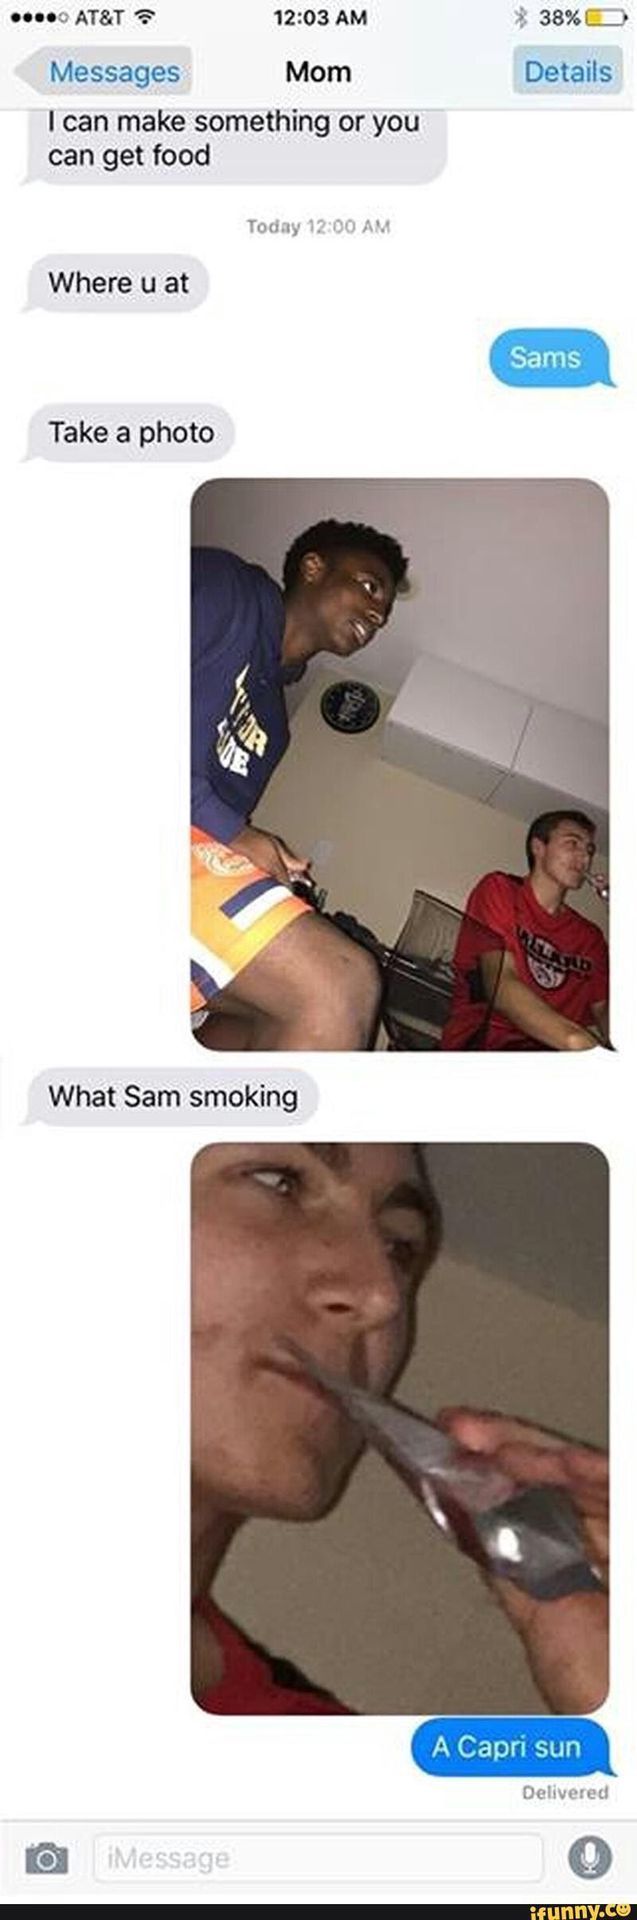 AT&T 12:03 AM 38%
Messages Mom Details
I can make something or you
can get food
Today 12:00 AM
Where u at
Sams
Take a photo
What Sam smoking
A Capri sun
Delivered
iMessage
ifunny.co